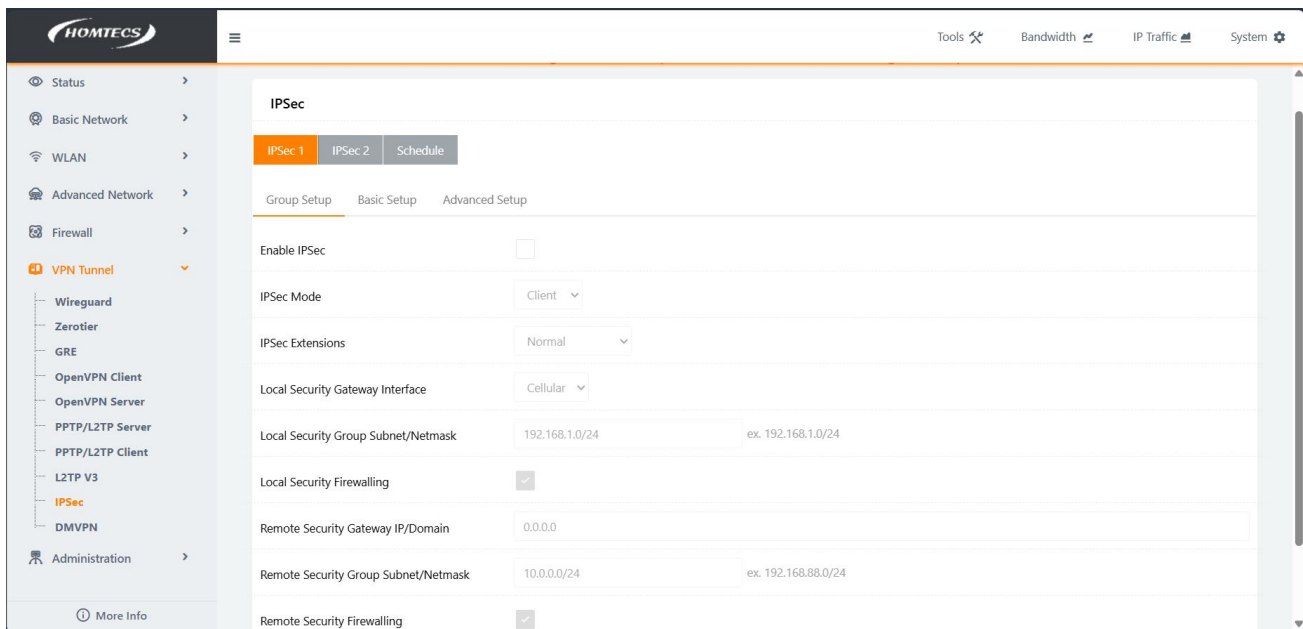 HOMTECS
Tools Bandwidth IP Traffic System
Status
Basic Network
WLAN
Advanced Network
Firewall
VPN Tunnel
Wireguard
Zerotier
GRE
OpenVPN Client
OpenVPN Server
PPTP/L2TP Server
PPTP/L2TP Client
L2TP V3
IPSec
DMVPN
Administration
More Info
IPSec
IPSec 1 IPSec 2 Schedule
Group Setup Basic Setup Advanced Setup
Enable IPSec
IPSec Mode Client
IPSec Extensions Normal
Local Security Gateway Interface Cellular
Local Security Group Subnet/Netmask 192.168.1.0/24 ex. 192.168.1.0/24
Local Security Firewalling
Remote Security Gateway IP/Domain 0.0.0.0
Remote Security Group Subnet/Netmask 10.0.0.0/24 ex. 192.168.88.0/24
Remote Security Firewalling